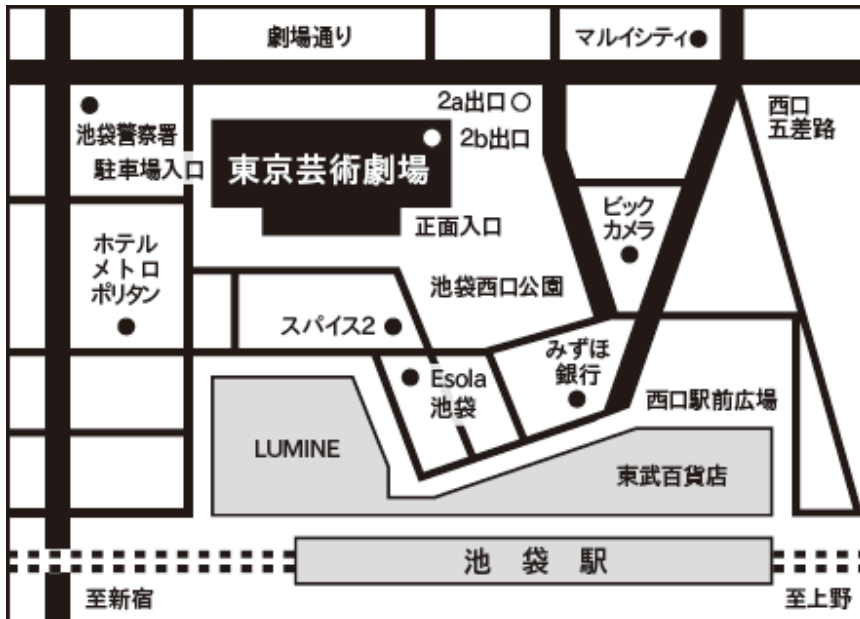 劇場通り
マルイシティ
2a出口
西口
五差路
池袋警察署
2b出口
駐車場入口
東京芸術劇場
正面入口
ビック
カメラ
ホテル
メトロ
ポリタン
池袋西口公園
スパイス2
みずほ
銀行
Esola
池袋
西口駅前広場
LUMINE
東武百貨店
池袋駅
至新宿
至上野